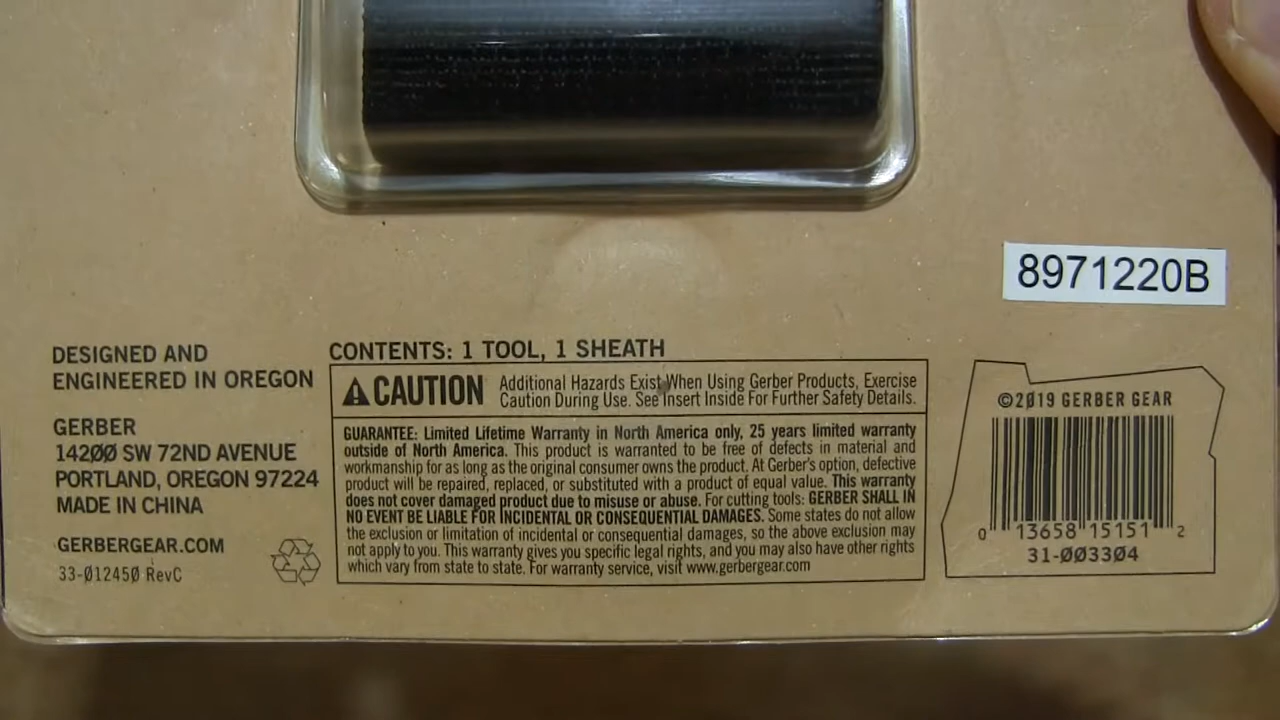 8971220B
DESIGNED AND
ENGINEERED IN OREGON
GERBER
142ØØ SW 72ND AVENUE
PORTLAND, OREGON 97224
MADE IN CHINA
GERBERGEAR.COM
33-Ø1245Ø RevC
CONTENTS: 1 TOOL, 1 SHEATH
CAUTION
Additional Hazards Exist When Using Gerber Products, Exercise
Caution During Use. See Insert Inside For Further Safety Details.
GUARANTEE: Limited Lifetime Warranty in North America only, 25 years limited warranty
outside of North America. This product is warranted to be free of defects in material and
workmanship for as long as the original consumer owns the product. At Gerber's option, defective
product will be repaired, replaced, or substituted with a product of equal value. This warranty
does not cover damaged product due to misuse or abuse. For cutting tools: GERBER SHALL IN
NO EVENT BE LIABLE FOR INCIDENTAL OR CONSEQUENTIAL DAMAGES. Some states do not allow
the exclusion or limitation of incidental or consequential damages, so the above exclusion may
not apply to you. This warranty gives you specific legal rights, and you may also have other rights
which vary from state to state. For warranty service, visit www.gerbergear.com
©2Ø19 GERBER GEAR
0 13658 15151 2
31-ØØ33Ø4